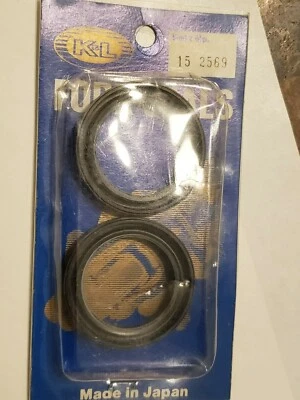 K&L
15 2569
FORK SEALS
Made in Japan